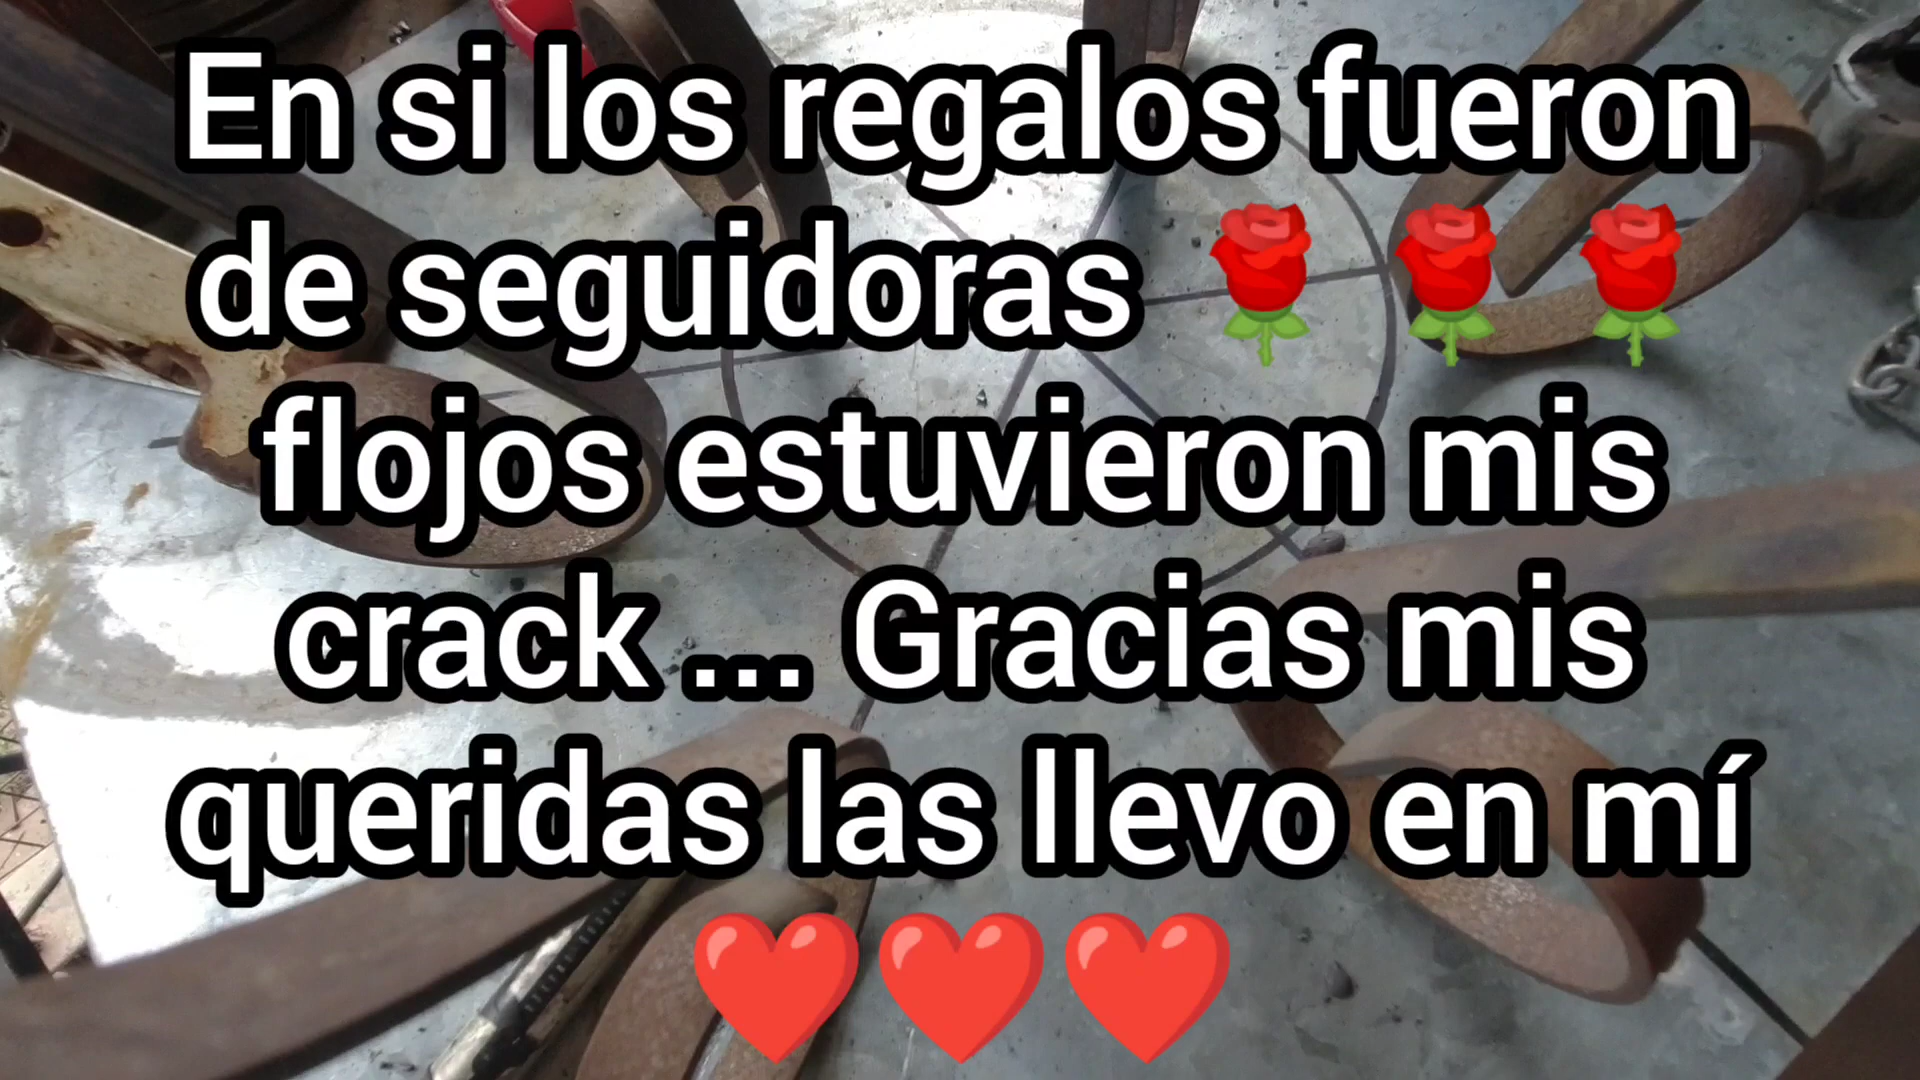 En si los regalos fueron
de seguidoras 🌹 🌹 🌹
flojos estuvieron mis
crack ... Gracias mis
queridas las llevo en mí
❤️❤️❤️